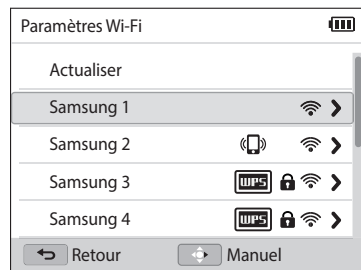 Paramètres Wi-Fi
Actualiser
Samsung 1
Samsung 2
Samsung 3 WPS
Samsung 4 WPS
Retour Manuel